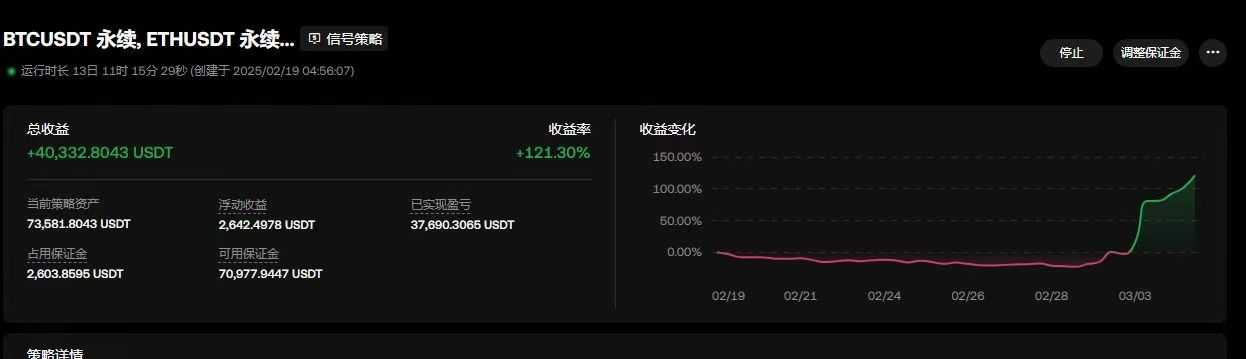 BTCUSDT 永续, ETHUSDT 永续... 信号策略
运行时长 13日 11时 15分 29秒 (创建于 2025/02/19 04:56:07)
停止 调整保证金 ...
总收益 收益率
+40,332.8043 USDT +121.30%
当前策略资产 浮动收益 已实现盈亏
73,581.8043 USDT 2,642.4978 USDT 37,690.3065 USDT
占用保证金 可用保证金
2,603.8595 USDT 70,977.9447 USDT
收益变化
150.00%
100.00%
50.00%
0.00%
02/19 02/21 02/24 02/26 02/28 03/03
策略详情